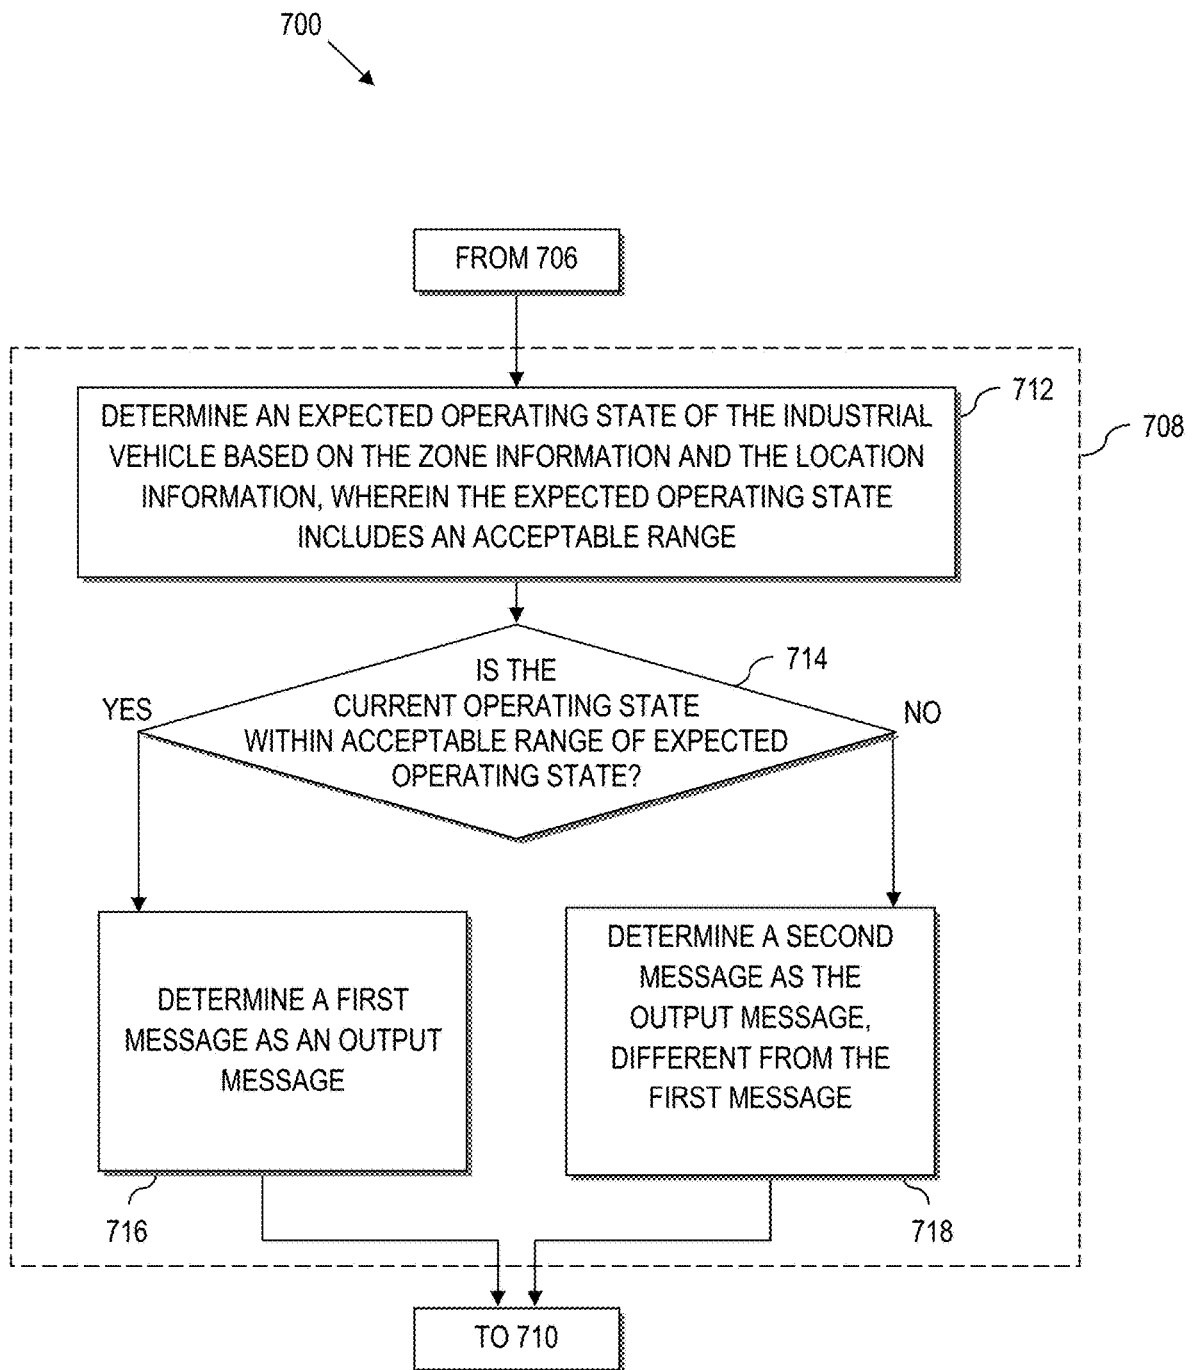 700
FROM 706
712
708
DETERMINE AN EXPECTED OPERATING STATE OF THE INDUSTRIAL
VEHICLE BASED ON THE ZONE INFORMATION AND THE LOCATION
INFORMATION, WHEREIN THE EXPECTED OPERATING STATE
INCLUDES AN ACCEPTABLE RANGE
714
YES
NO
IS THE
CURRENT OPERATING STATE
WITHIN ACCEPTABLE RANGE OF EXPECTED
OPERATING STATE?
DETERMINE A FIRST
MESSAGE AS AN OUTPUT
MESSAGE
716
DETERMINE A SECOND
MESSAGE AS THE
OUTPUT MESSAGE,
DIFFERENT FROM THE
FIRST MESSAGE
718
TO 710